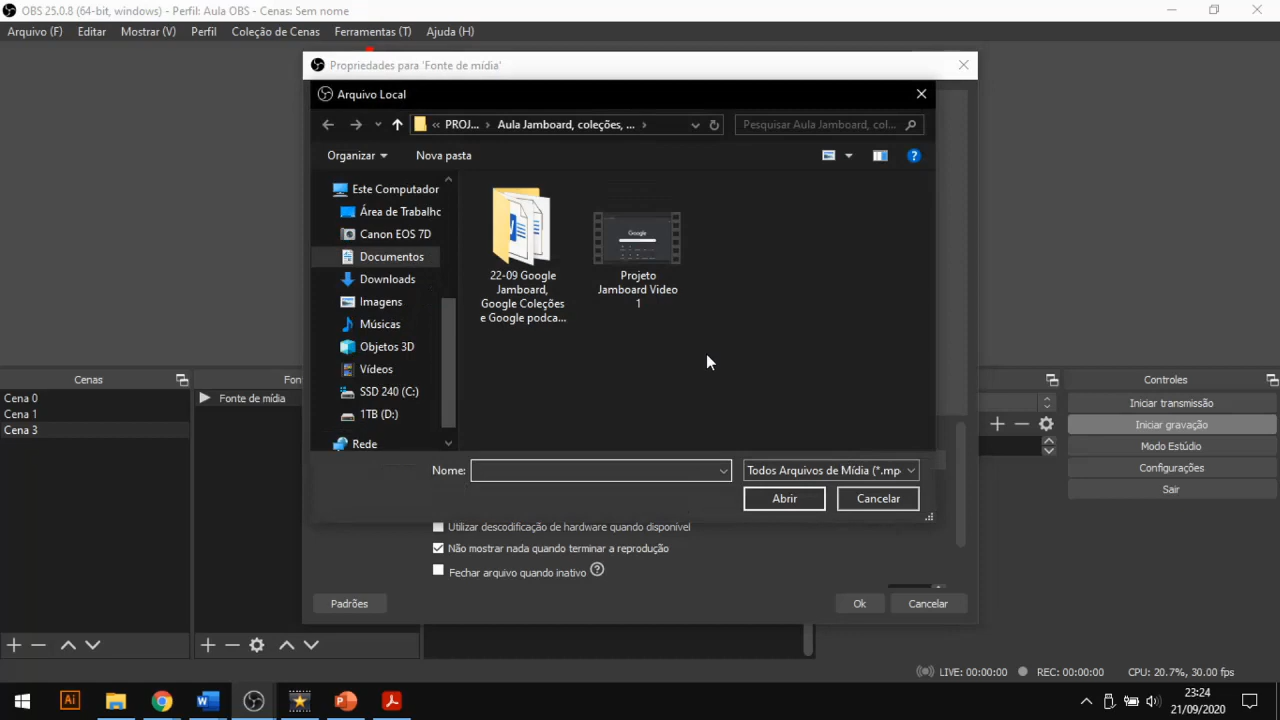 OBS 25.0.8 (64-bit, windows) - Perfil: Aula OBS - Cenas: Sem nome
Arquivo (F) Editar Mostrar (V) Perfil Coleção de Cenas Ferramentas (T) Ajuda (H)
Propriedades para 'Fonte de mídia'
Arquivo Local
« PROJ... › Aula Jamboard, coleções, ... ›
Pesquisar Aula Jamboard, col...
Organizar Nova pasta
Este Computador
Área de Trabalho
Canon EOS 7D
Documentos
Downloads
Imagens
Músicas
Objetos 3D
Vídeos
SSD 240 (C:)
1TB (D:)
Rede
22-09 Google
Jamboard,
Google Coleções
e Google podca...
Google
Projeto
Jamboard Video
1
Nome:
Todos Arquivos de Mídia (*.mp
Abrir Cancelar
Utilizar descodificação de hardware quando disponível
Não mostrar nada quando terminar a reprodução
Fechar arquivo quando inativo
Padrões Ok Cancelar
Cenas
Cena 0
Cena 1
Cena 3
Fon
Fonte de mídia
Controles
Iniciar transmissão
Iniciar gravação
Modo Estúdio
Configurações
Sair
LIVE: 00:00:00 REC: 00:00:00 CPU: 20.7%, 30.00 fps
Ai
W
P
23:24
21/09/2020